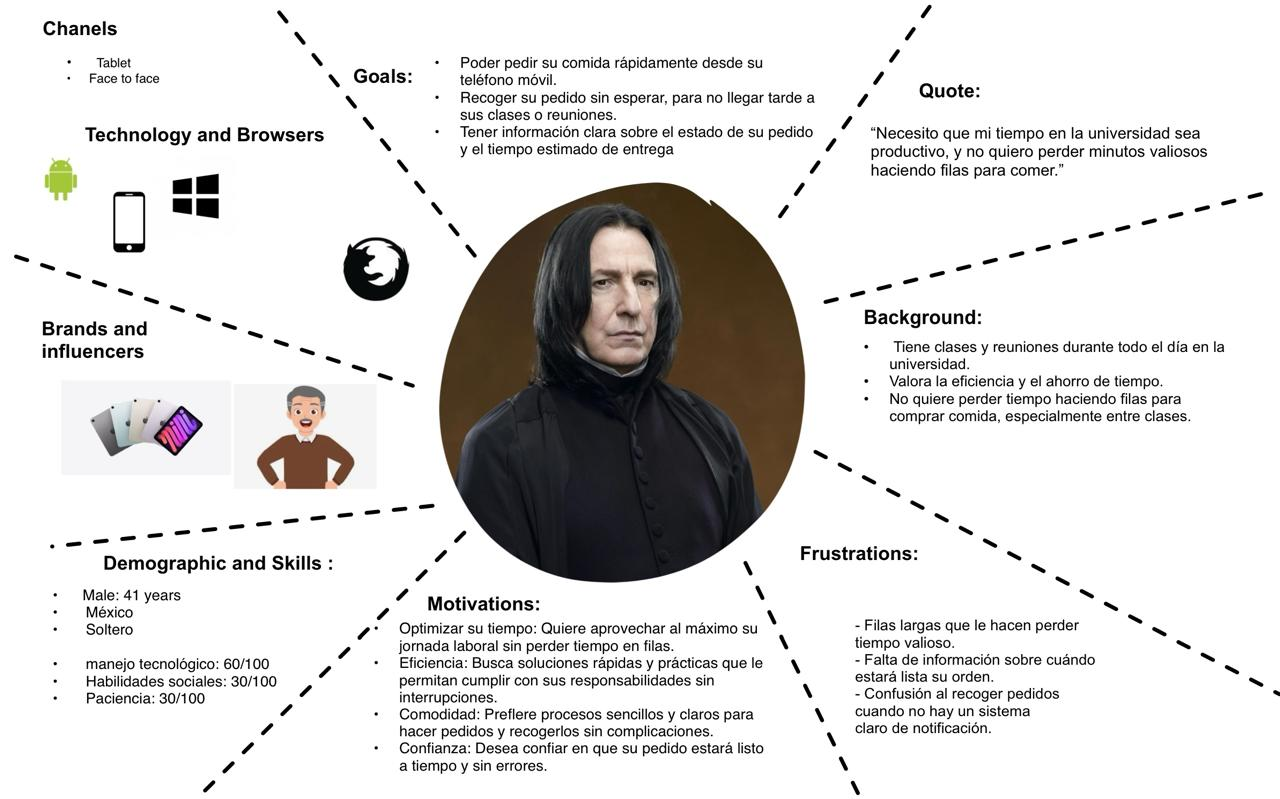 Chanels
• Tablet
• Face to face
Technology and Browsers
Goals:
• Poder pedir su comida rápidamente desde su
teléfono móvil.
• Recoger su pedido sin esperar, para no llegar tarde a
sus clases o reuniones.
• Tener información clara sobre el estado de su pedido
y el tiempo estimado de entrega
Quote:
“Necesito que mi tiempo en la universidad sea
productivo, y no quiero perder minutos valiosos
haciendo filas para comer.”
Brands and
influencers
Background:
• Tiene clases y reuniones durante todo el día en la
universidad.
• Valora la eficiencia y el ahorro de tiempo.
• No quiere perder tiempo haciendo filas para
comprar comida, especialmente entre clases.
Demographic and Skills :
• Male: 41 years
• México
• Soltero
• manejo tecnológico: 60/100
• Habilidades sociales: 30/100
• Paciencia: 30/100
Motivations:
• Optimizar su tiempo: Quiere aprovechar al máximo su
jornada laboral sin perder tiempo en filas.
• Eficiencia: Busca soluciones rápidas y prácticas que le
permitan cumplir con sus responsabilidades sin
interrupciones.
• Comodidad: Preflere procesos sencillos y claros para
hacer pedidos y recogerlos sin complicaciones.
• Confianza: Desea confiar en que su pedido estará listo
a tiempo y sin errores.
Frustrations:
- Filas largas que le hacen perder
tiempo valioso.
- Falta de información sobre cuándo
estará lista su orden.
- Confusión al recoger pedidos
cuando no hay un sistema
claro de notificación.